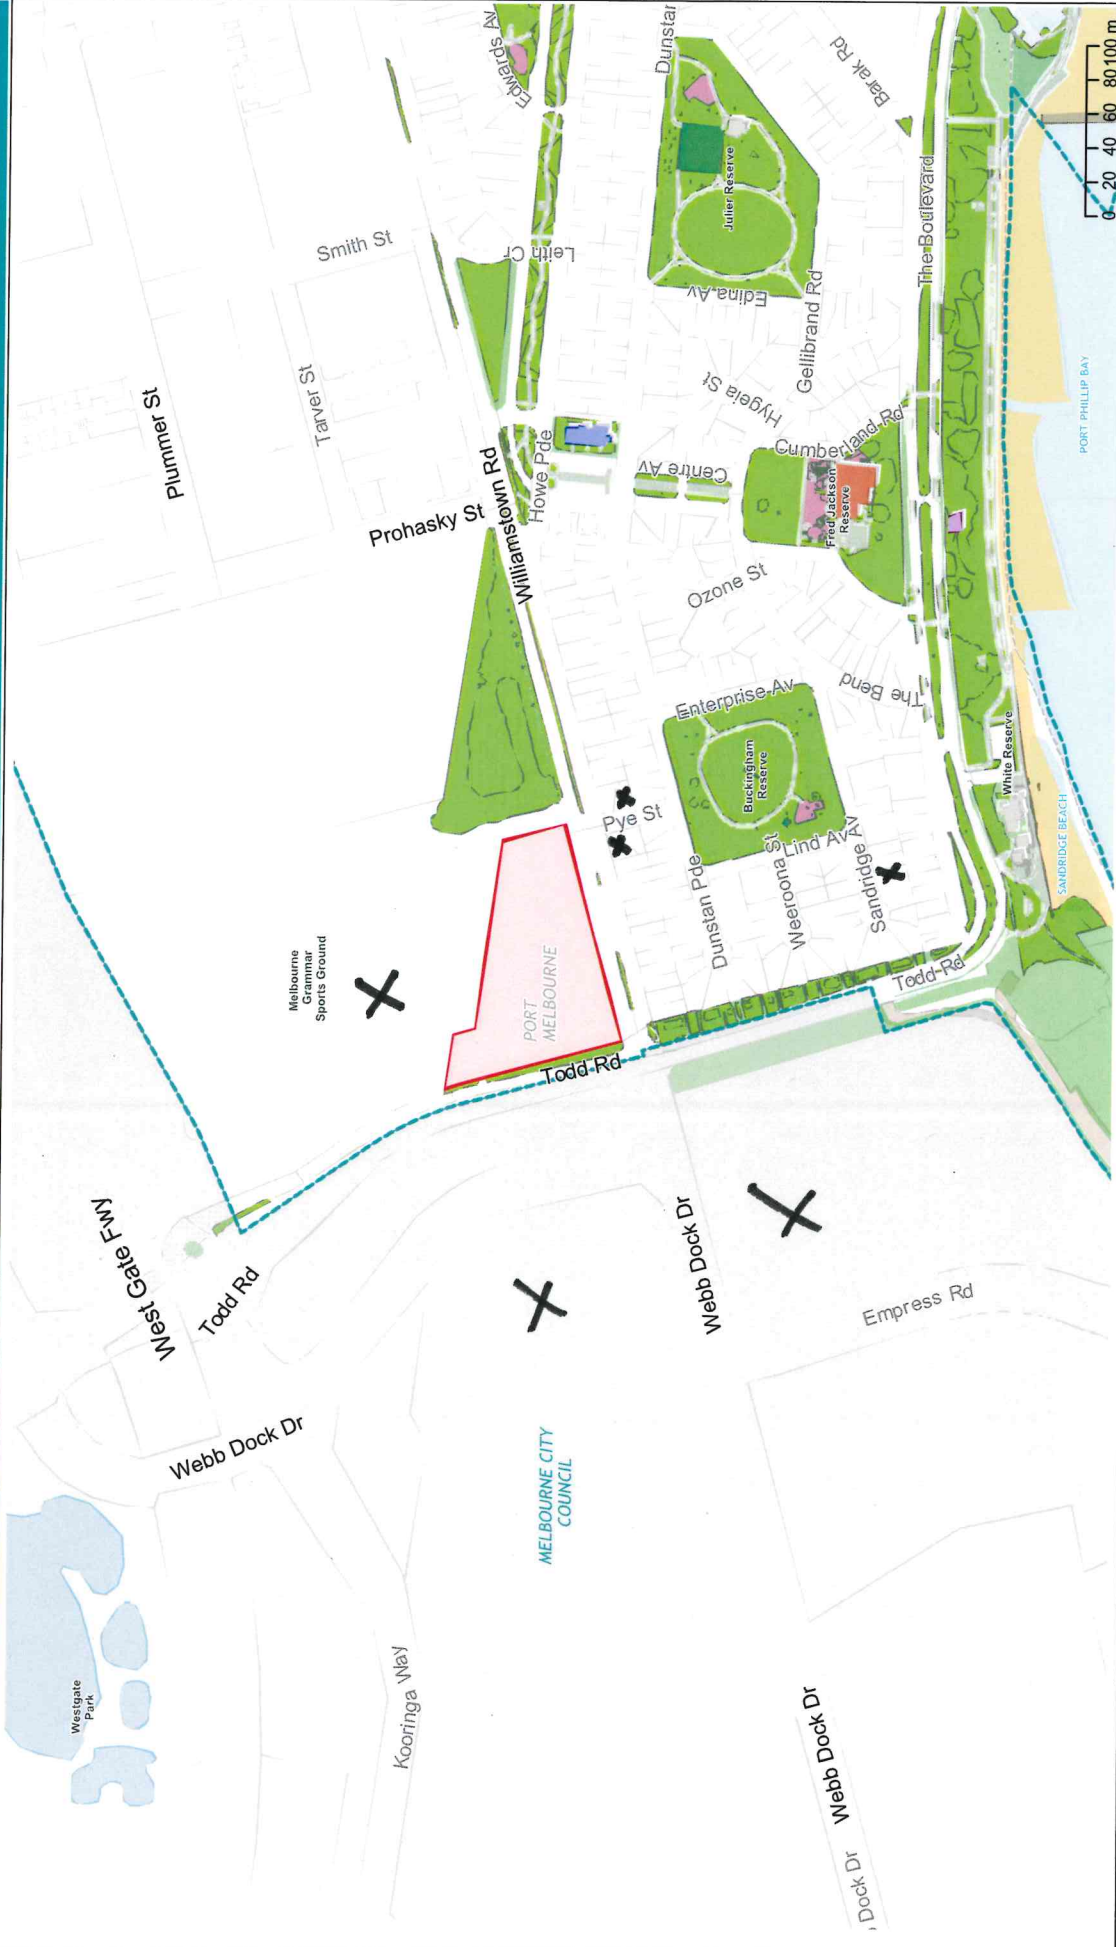 Westgate
Park
Webb Dock Dr
West Gate Fwy
Todd Rd
Melbourne
Grammar
Sports Ground
Plummer St
Tarver St
Smith St
Prohasky St
Williamstown Rd
Howe Pde
Edwards Av
Leith Cr
Kooringa Way
MELBOURNE CITY
COUNCIL
Todd Rd
PORT
MELBOURNE
Pye St
Centre Av
Dunstan
Julier Reserve
Edina Av
Barak Rd
Gellibrand Rd
Hygeia St
Cumberland Rd
Fred Jackson
Reserve
Ozone St
Enterprise Av
Buckingham
Reserve
The Bend
Dunstan Pde
Weeroona St
Lind Av
Sandridge Av
Todd Rd
Webb Dock Dr
Empress Rd
Webb Dock Dr
Dock Dr
The Boulevard
White Reserve
SANDRIDGE BEACH
PORT PHILLIP BAY
0 20 40 60 80 100 m